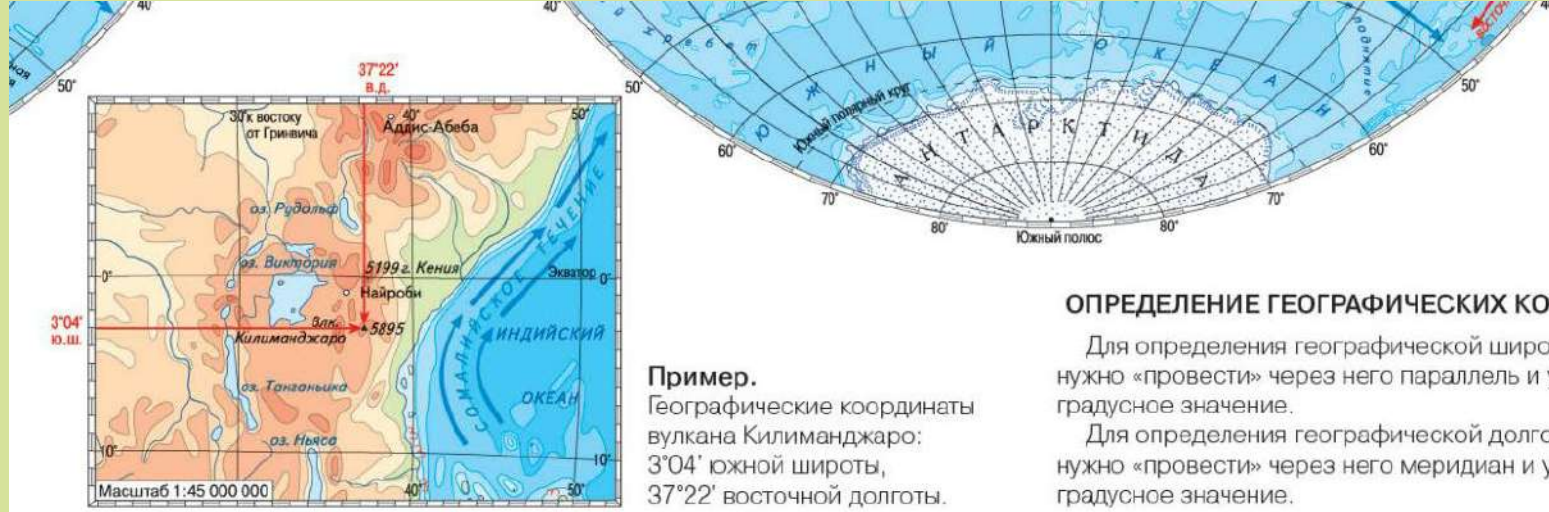 40°
40°
50°
50°
60°
70°
80°
Южный полюс
80°
70°
60°
50°
Южный полярный круг
Ю Ж Н Ы Й О К Е А Н
А Н Т А Р К Т И Д А
37°22'
в.д.
30° к востоку
от Гринвича
40°
50°
Аддис-Абеба
оз. Рудольф
оз. Виктория
5199 г. Кения
Экватор
0°
0°
Найроби
3°04'
ю.ш.
Влк.
Килиманджаро
5895
СОМАЛИЙСКОЕ ТЕЧЕНИЕ
ИНДИЙСКИЙ
ОКЕАН
оз. Танганьика
оз. Ньяса
10°
10°
Масштаб 1:45 000 000
40°
50°
Пример.
Географические координаты
вулкана Килиманджаро:
3°04' южной широты,
37°22' восточной долготы.
ОПРЕДЕЛЕНИЕ ГЕОГРАФИЧЕСКИХ КО
Для определения географической широ
нужно «провести» через него параллель и у
градусное значение.
Для определения географической долго
нужно «провести» через него меридиан и у
градусное значение.